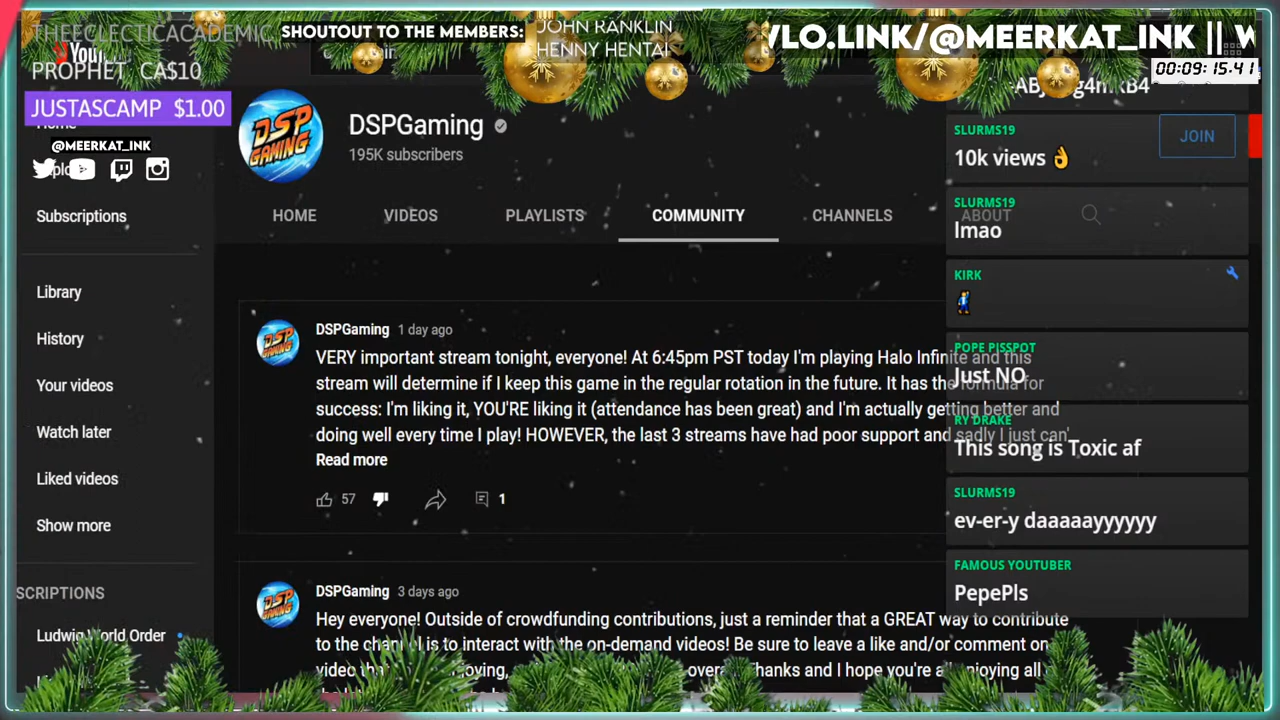 THEECLECTICACADEMIC
SHOUTOUT TO THE MEMBERS:
JOHN RANKLIN
HENNY HENTAI
VLO.LINK/@MEERKAT_INK ||
PROPHET CA$10
00:09:15.41
JUSTASCAMP $1.00
@MEERKAT_INK
DSP GAMING
DSPGaming
195K subscribers
JOIN
Subscriptions
HOME
VIDEOS
PLAYLISTS
COMMUNITY
CHANNELS
ABOUT
Library
History
Your videos
Watch later
Liked videos
Show more
SCRIPTIONS
Ludwig World Order
DSPGaming 1 day ago
VERY important stream tonight, everyone! At 6:45pm PST today I'm playing Halo Infinite and this
stream will determine if I keep this game in the regular rotation in the future. It has the formula for
success: I'm liking it, YOU'RE liking it (attendance has been great) and I'm actually getting better and
doing well every time I play! HOWEVER, the last 3 streams have had poor support and sadly I just can'
Read more
57
1
DSPGaming 3 days ago
Hey everyone! Outside of crowdfunding contributions, just a reminder that a GREAT way to contribute
to the channel is to interact with the on-demand videos! Be sure to leave a like and/or comment on
SLURMS19
10k views 👌
SLURMS19
lmao
KIRK
POPE PISSPOT
Just NO
RY DRAKE
This song is Toxic af
SLURMS19
ev-er-y daaaaayyyyyy
FAMOUS YOUTUBER
PepePls